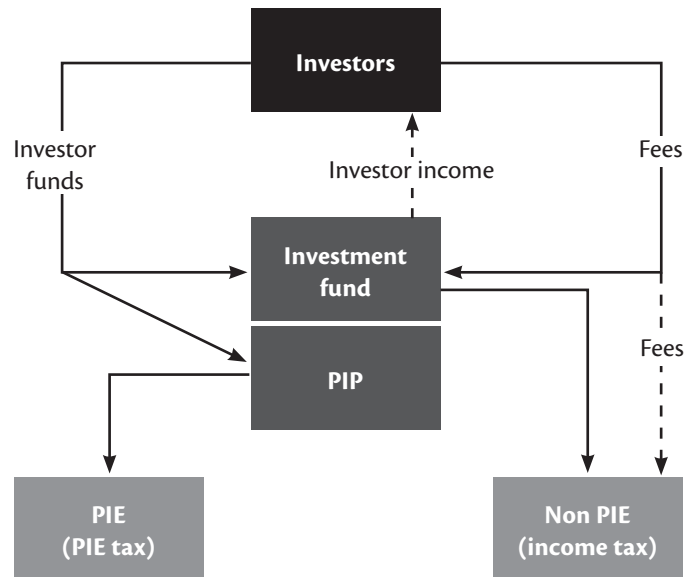 Investors
Investor
funds
Investor income
Fees
Investment
fund
PIP
Fees
PIE
(PIE tax)
Non PIE
(income tax)